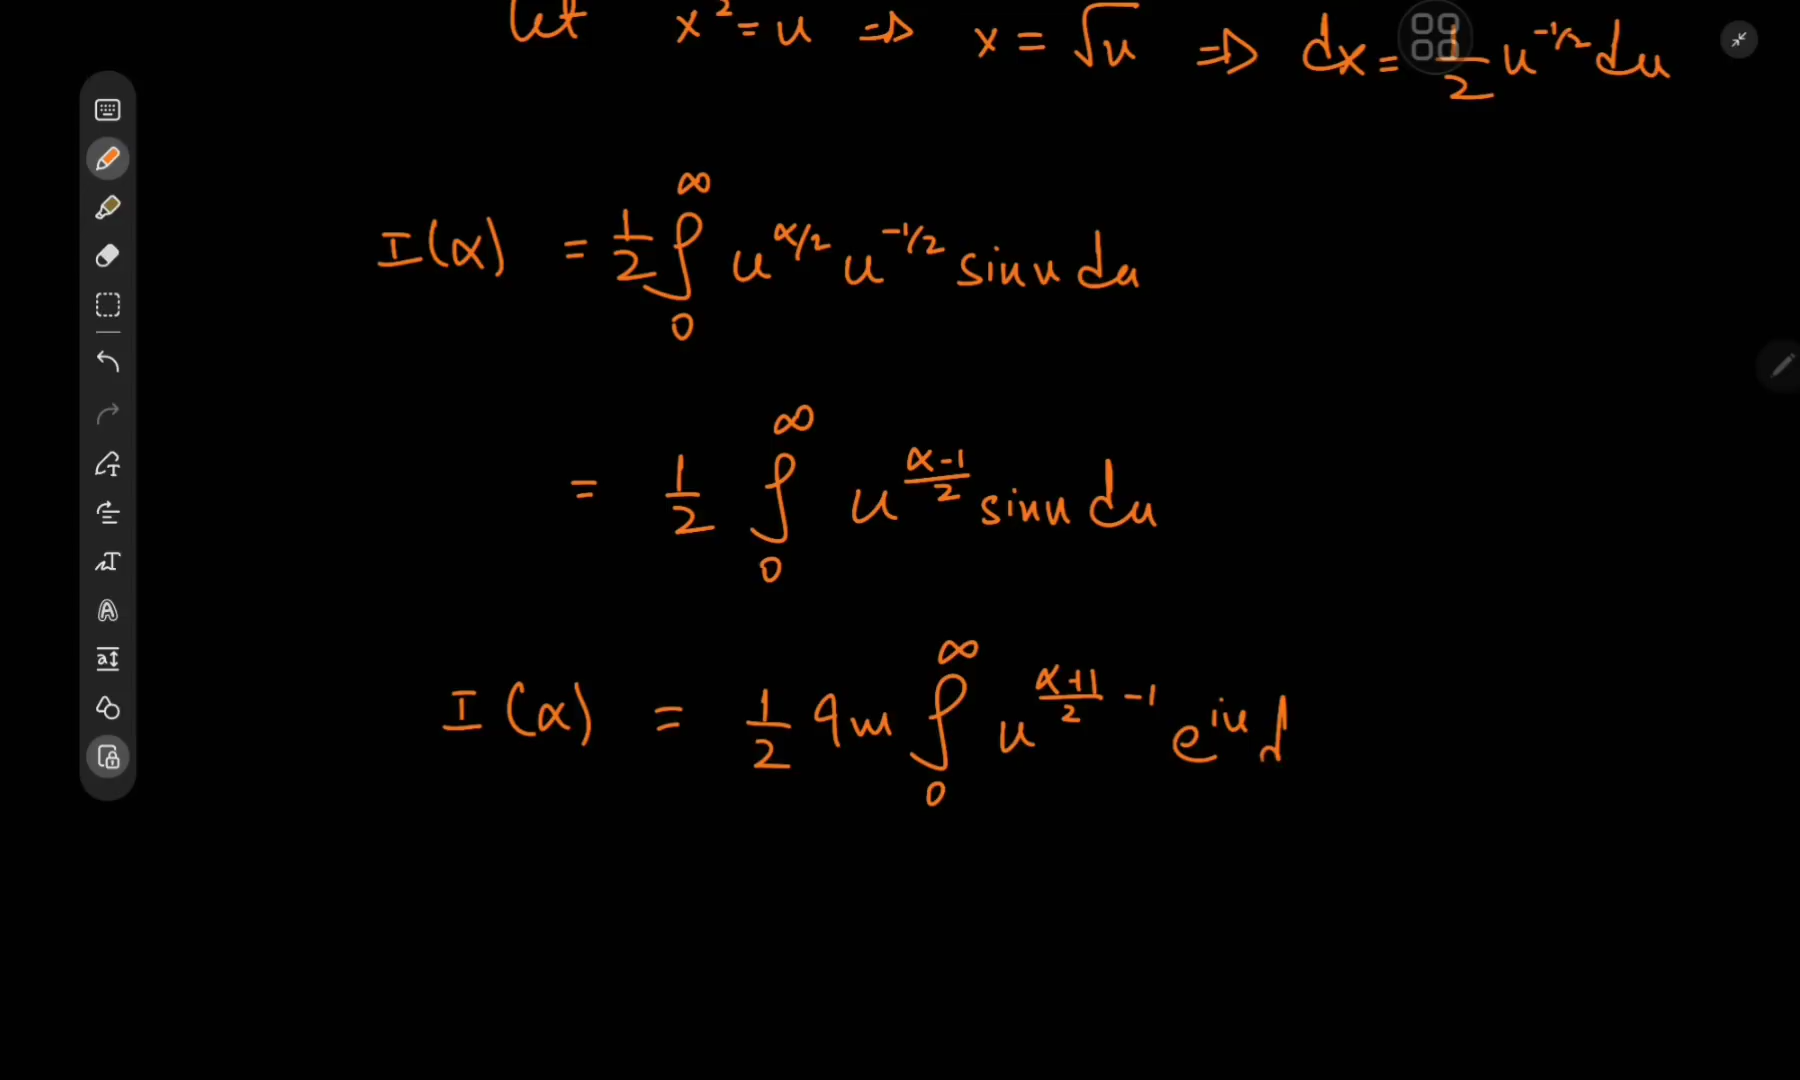 let x² = u ⇒ x = √u ⇒ dx = 1/2 u^(-1/2) du
I(α) = 1/2 ∫₀^∞ u^(α/2) u^(-1/2) sin u du
= 1/2 ∫₀^∞ u^((α-1)/2) sin u du
I(α) = 1/2 Im ∫₀^∞ u^((α+1)/2 - 1) e^(iu) d